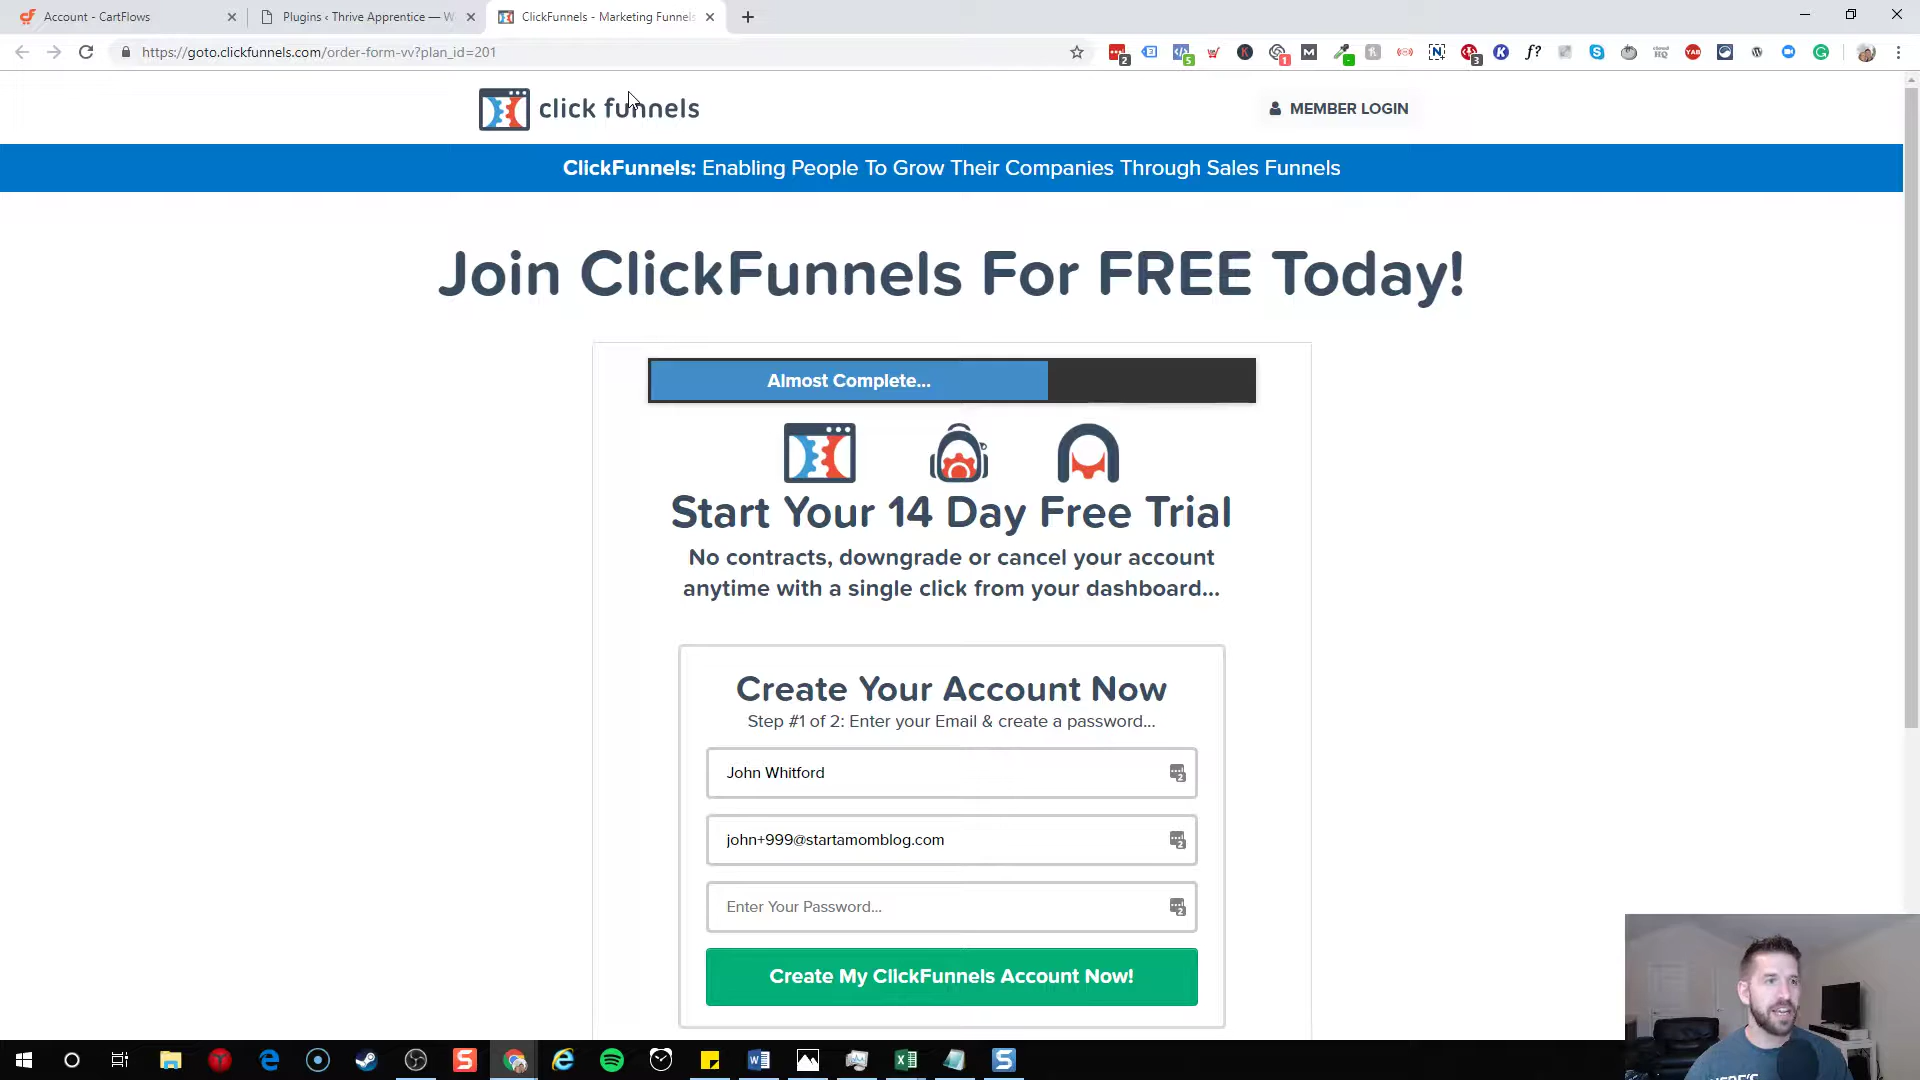 Account - CartFlows
Plugins ‹ Thrive Apprentice — W
ClickFunnels - Marketing Funnels
https://goto.clickfunnels.com/order-form-vv?plan_id=201
click funnels
MEMBER LOGIN
ClickFunnels: Enabling People To Grow Their Companies Through Sales Funnels
Join ClickFunnels For FREE Today!
Almost Complete...
Start Your 14 Day Free Trial
No contracts, downgrade or cancel your account
anytime with a single click from your dashboard...
Create Your Account Now
Step #1 of 2: Enter your Email & create a password...
John Whitford
john+999@startamomblog.com
Enter Your Password...
Create My ClickFunnels Account Now!